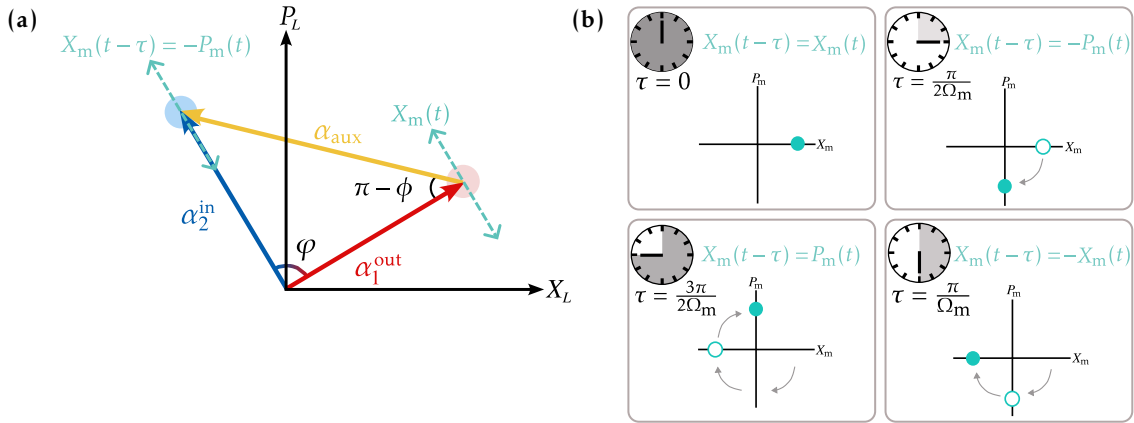 (a)
P_L
X_m(t − τ) = −P_m(t)
X_m(t)
α_aux
π − ϕ
α_2^in
φ
α_1^out
X_L
(b)
X_m(t − τ) = X_m(t)
τ = 0
P_m
X_m
X_m(t − τ) = −P_m(t)
τ = π/2Ω_m
P_m
X_m
X_m(t − τ) = P_m(t)
τ = 3π/2Ω_m
P_m
X_m
X_m(t − τ) = −X_m(t)
τ = π/Ω_m
P_m
X_m